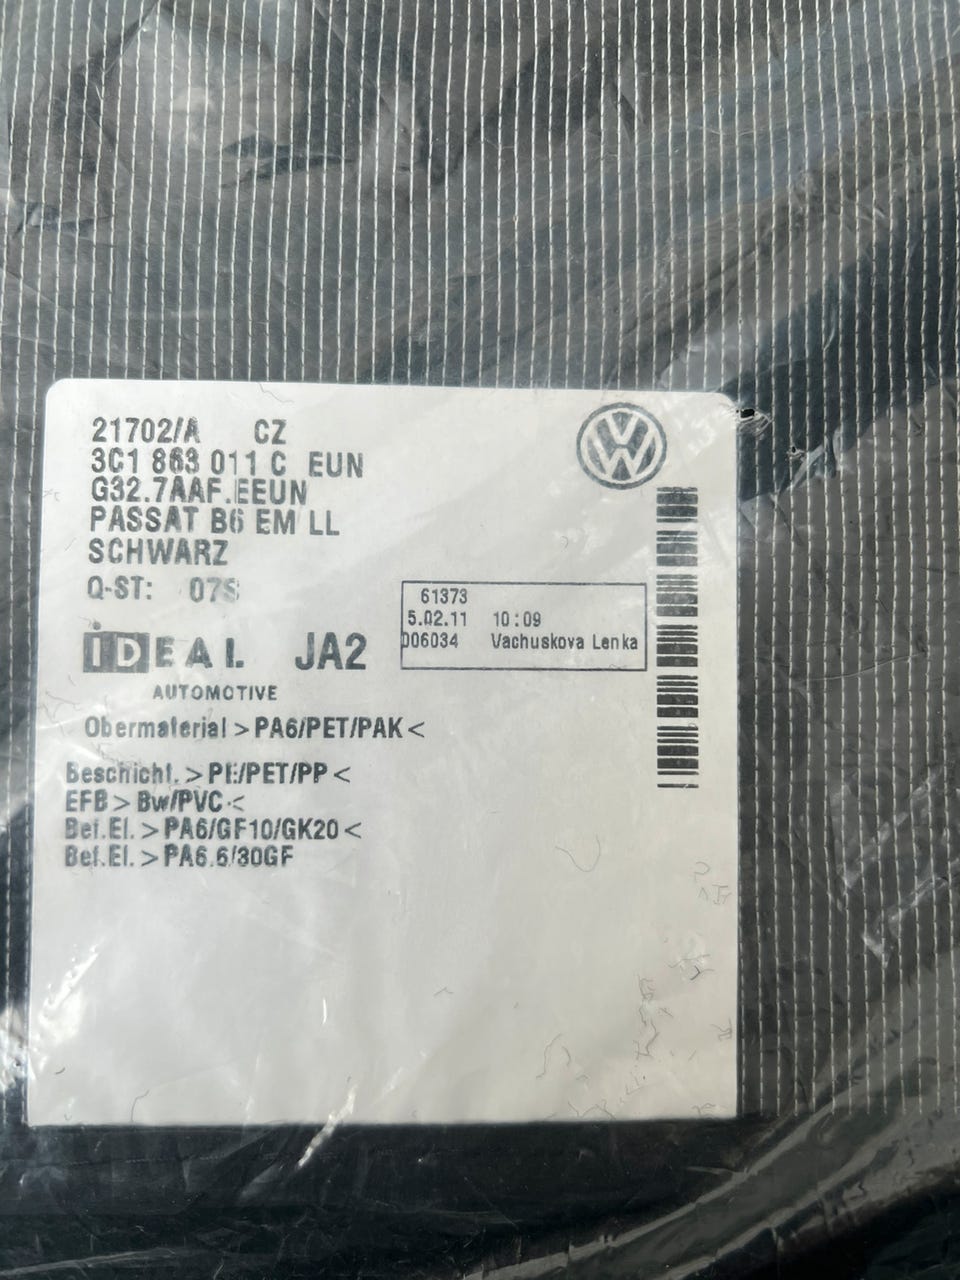 21702/A CZ
3C1 863 011 C EUN
G32.7AAF.EEUN
PASSAT B6 EM LL
SCHWARZ
Q-ST: 07S
61373
5.02.11 10:09
006034 Vachuskova Lenka
IDEAL JA2
AUTOMOTIVE
Obermaterial >PA6/PET/PAK<
Beschicht. >PE/PET/PP<
EFB >Bw/PVC<
Bef.El. >PA6/GF10/GK20<
Bef.El. >PA6.6/30GF